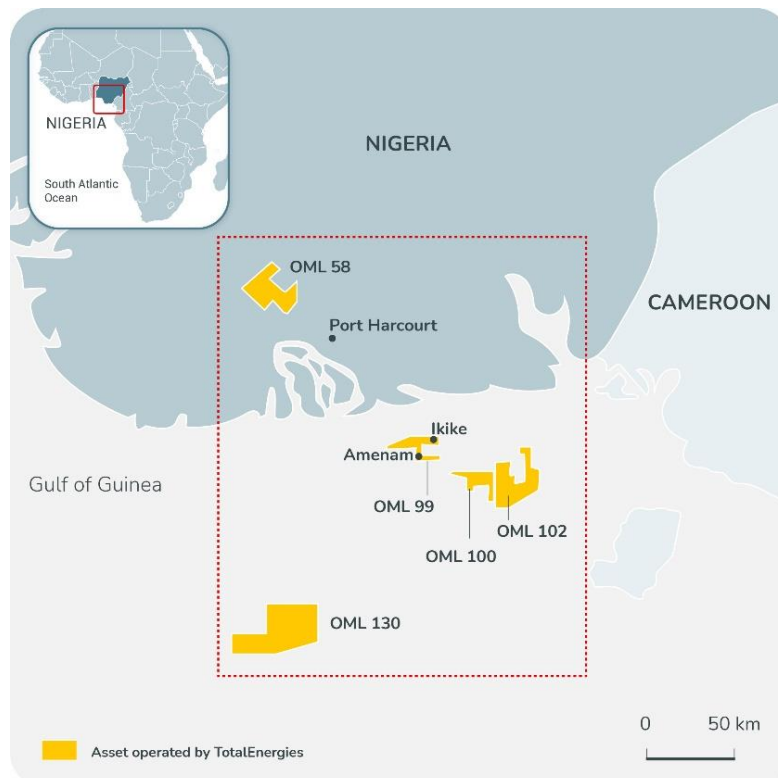 NIGERIA
South Atlantic
Ocean
NIGERIA
OML 58
CAMEROON
Port Harcourt
Ikike
Amenam
Gulf of Guinea
OML 99
OML 102
OML 100
OML 130
0 50 km
Asset operated by TotalEnergies